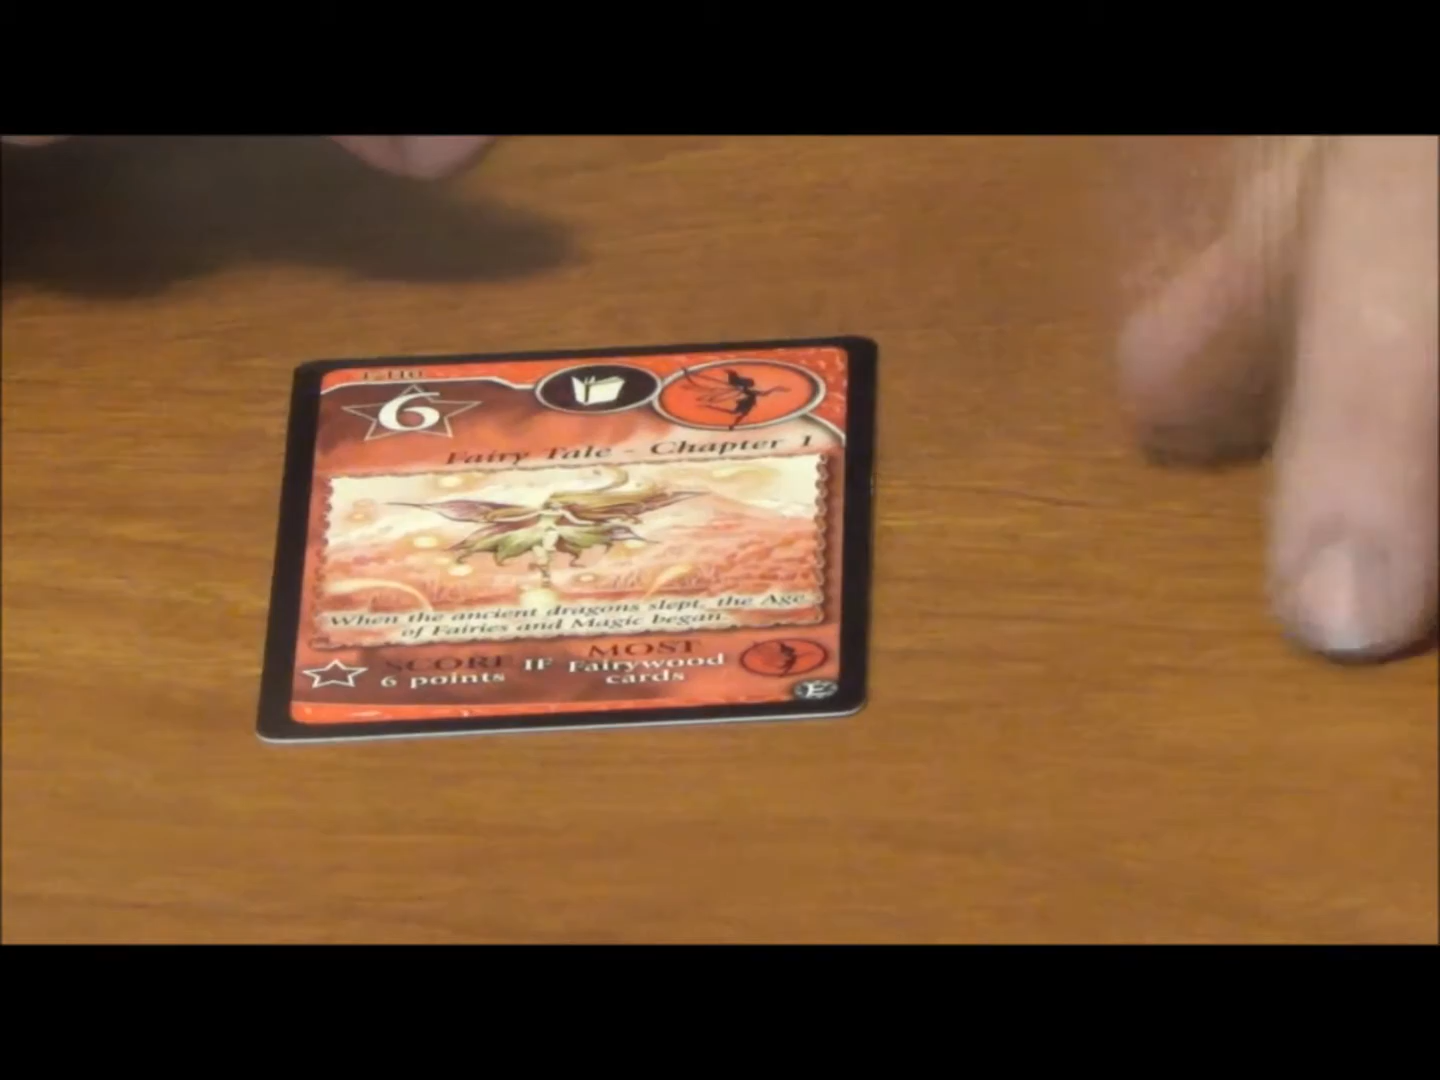 6
Fairy Tale - Chapter 1
When the ancient dragons slept, the Age
of Fairies and Magic began.
SCORE IF MOST
6 points Fairywood
cards
E